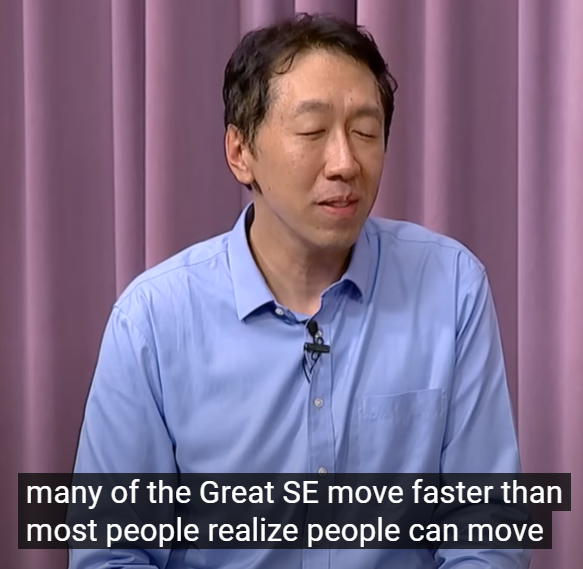 many of the Great SE move faster than
most people realize people can move